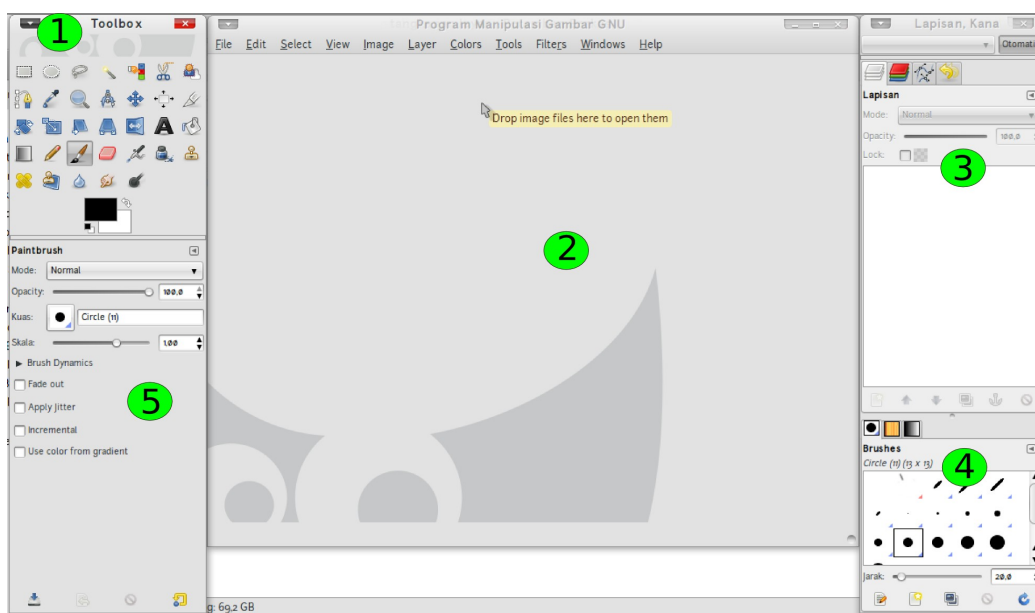 Toolbox
1
Paintbrush
Mode: Normal
Opacity: 100,0
Kuas: Circle (11)
Skala: 1,00
Brush Dynamics
Fade out
Apply Jitter
Incremental
Use color from gradient
5
Program Manipulasi Gambar GNU
File Edit Select View Image Layer Colors Tools Filters Windows Help
Drop image files here to open them
2
g: 69,2 GB
Lapisan, Kana
Otomati
Lapisan
Mode: Normal
Opacity: 100,0
Lock:
3
Brushes
Circle (11) (13 x 13)
4
Jarak: 20,0